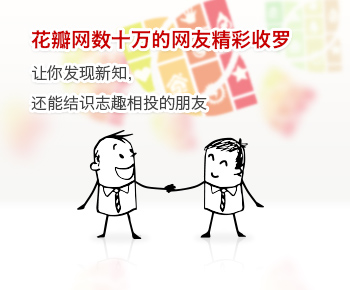 花瓣网数十万的网友精彩收罗
让你发现新知，
还能结识志趣相投的朋友